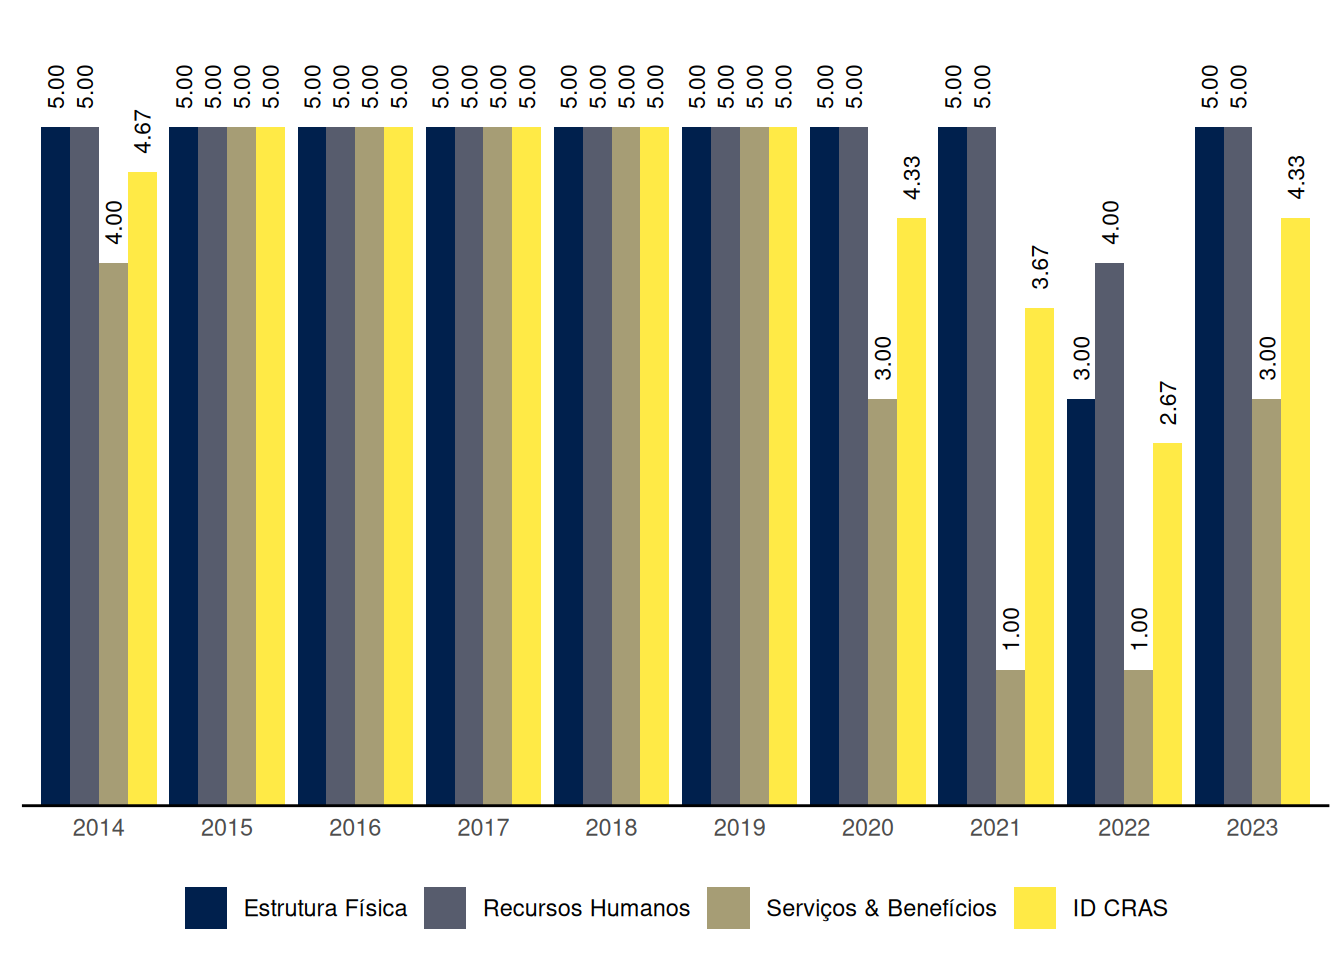 5.00 5.00 4.00 4.67 5.00 5.00 5.00 5.00 5.00 5.00 5.00 5.00 5.00 5.00 5.00 5.00 5.00 5.00 5.00 5.00 5.00 5.00 5.00 5.00 5.00 5.00 3.00 4.33 5.00 5.00 1.00 3.67 3.00 4.00 1.00 2.67 5.00 5.00 3.00 4.33
2014 2015 2016 2017 2018 2019 2020 2021 2022 2023
Estrutura Física Recursos Humanos Serviços & Benefícios ID CRAS